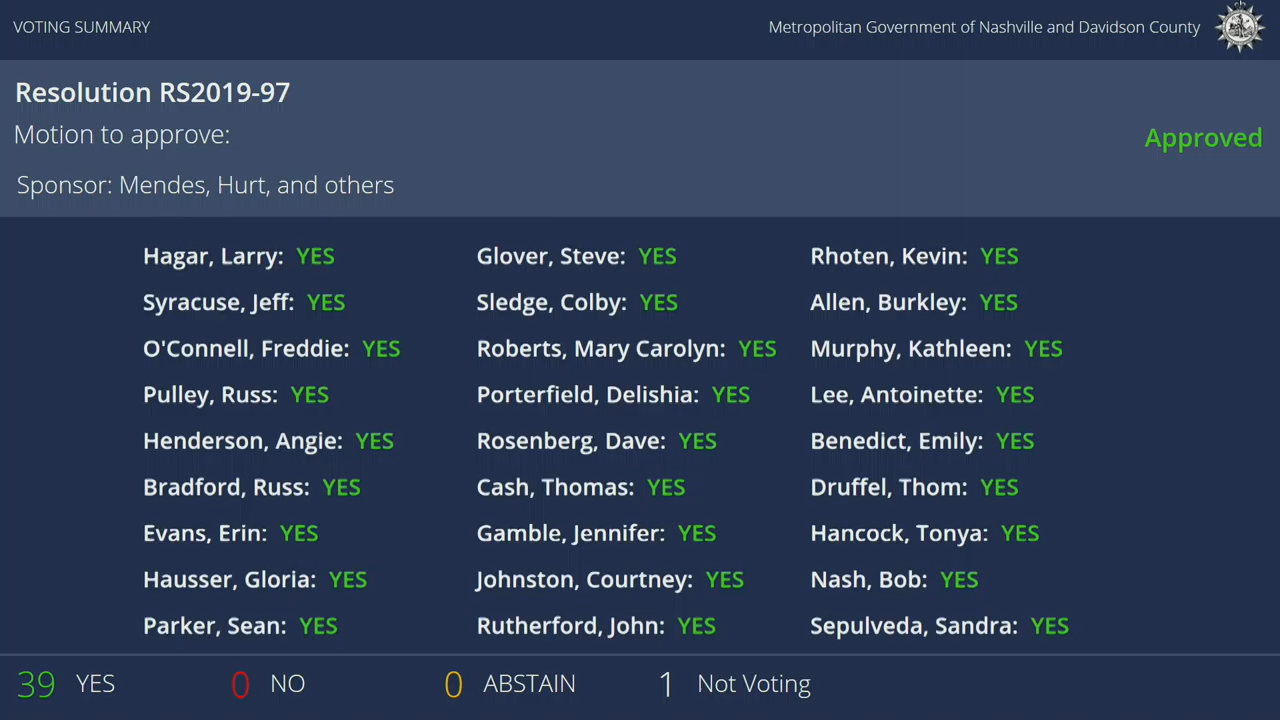 VOTING SUMMARY Metropolitan Government of Nashville and Davidson County
Resolution RS2019-97
Motion to approve:
Approved
Sponsor: Mendes, Hurt, and others
Hagar, Larry: YES Glover, Steve: YES Rhoten, Kevin: YES
Syracuse, Jeff: YES Sledge, Colby: YES Allen, Burkley: YES
O'Connell, Freddie: YES Roberts, Mary Carolyn: YES Murphy, Kathleen: YES
Pulley, Russ: YES Porterfield, Delishia: YES Lee, Antoinette: YES
Henderson, Angie: YES Rosenberg, Dave: YES Benedict, Emily: YES
Bradford, Russ: YES Cash, Thomas: YES Druffel, Thom: YES
Evans, Erin: YES Gamble, Jennifer: YES Hancock, Tonya: YES
Hausser, Gloria: YES Johnston, Courtney: YES Nash, Bob: YES
Parker, Sean: YES Rutherford, John: YES Sepulveda, Sandra: YES
39 YES 0 NO 0 ABSTAIN 1 Not Voting